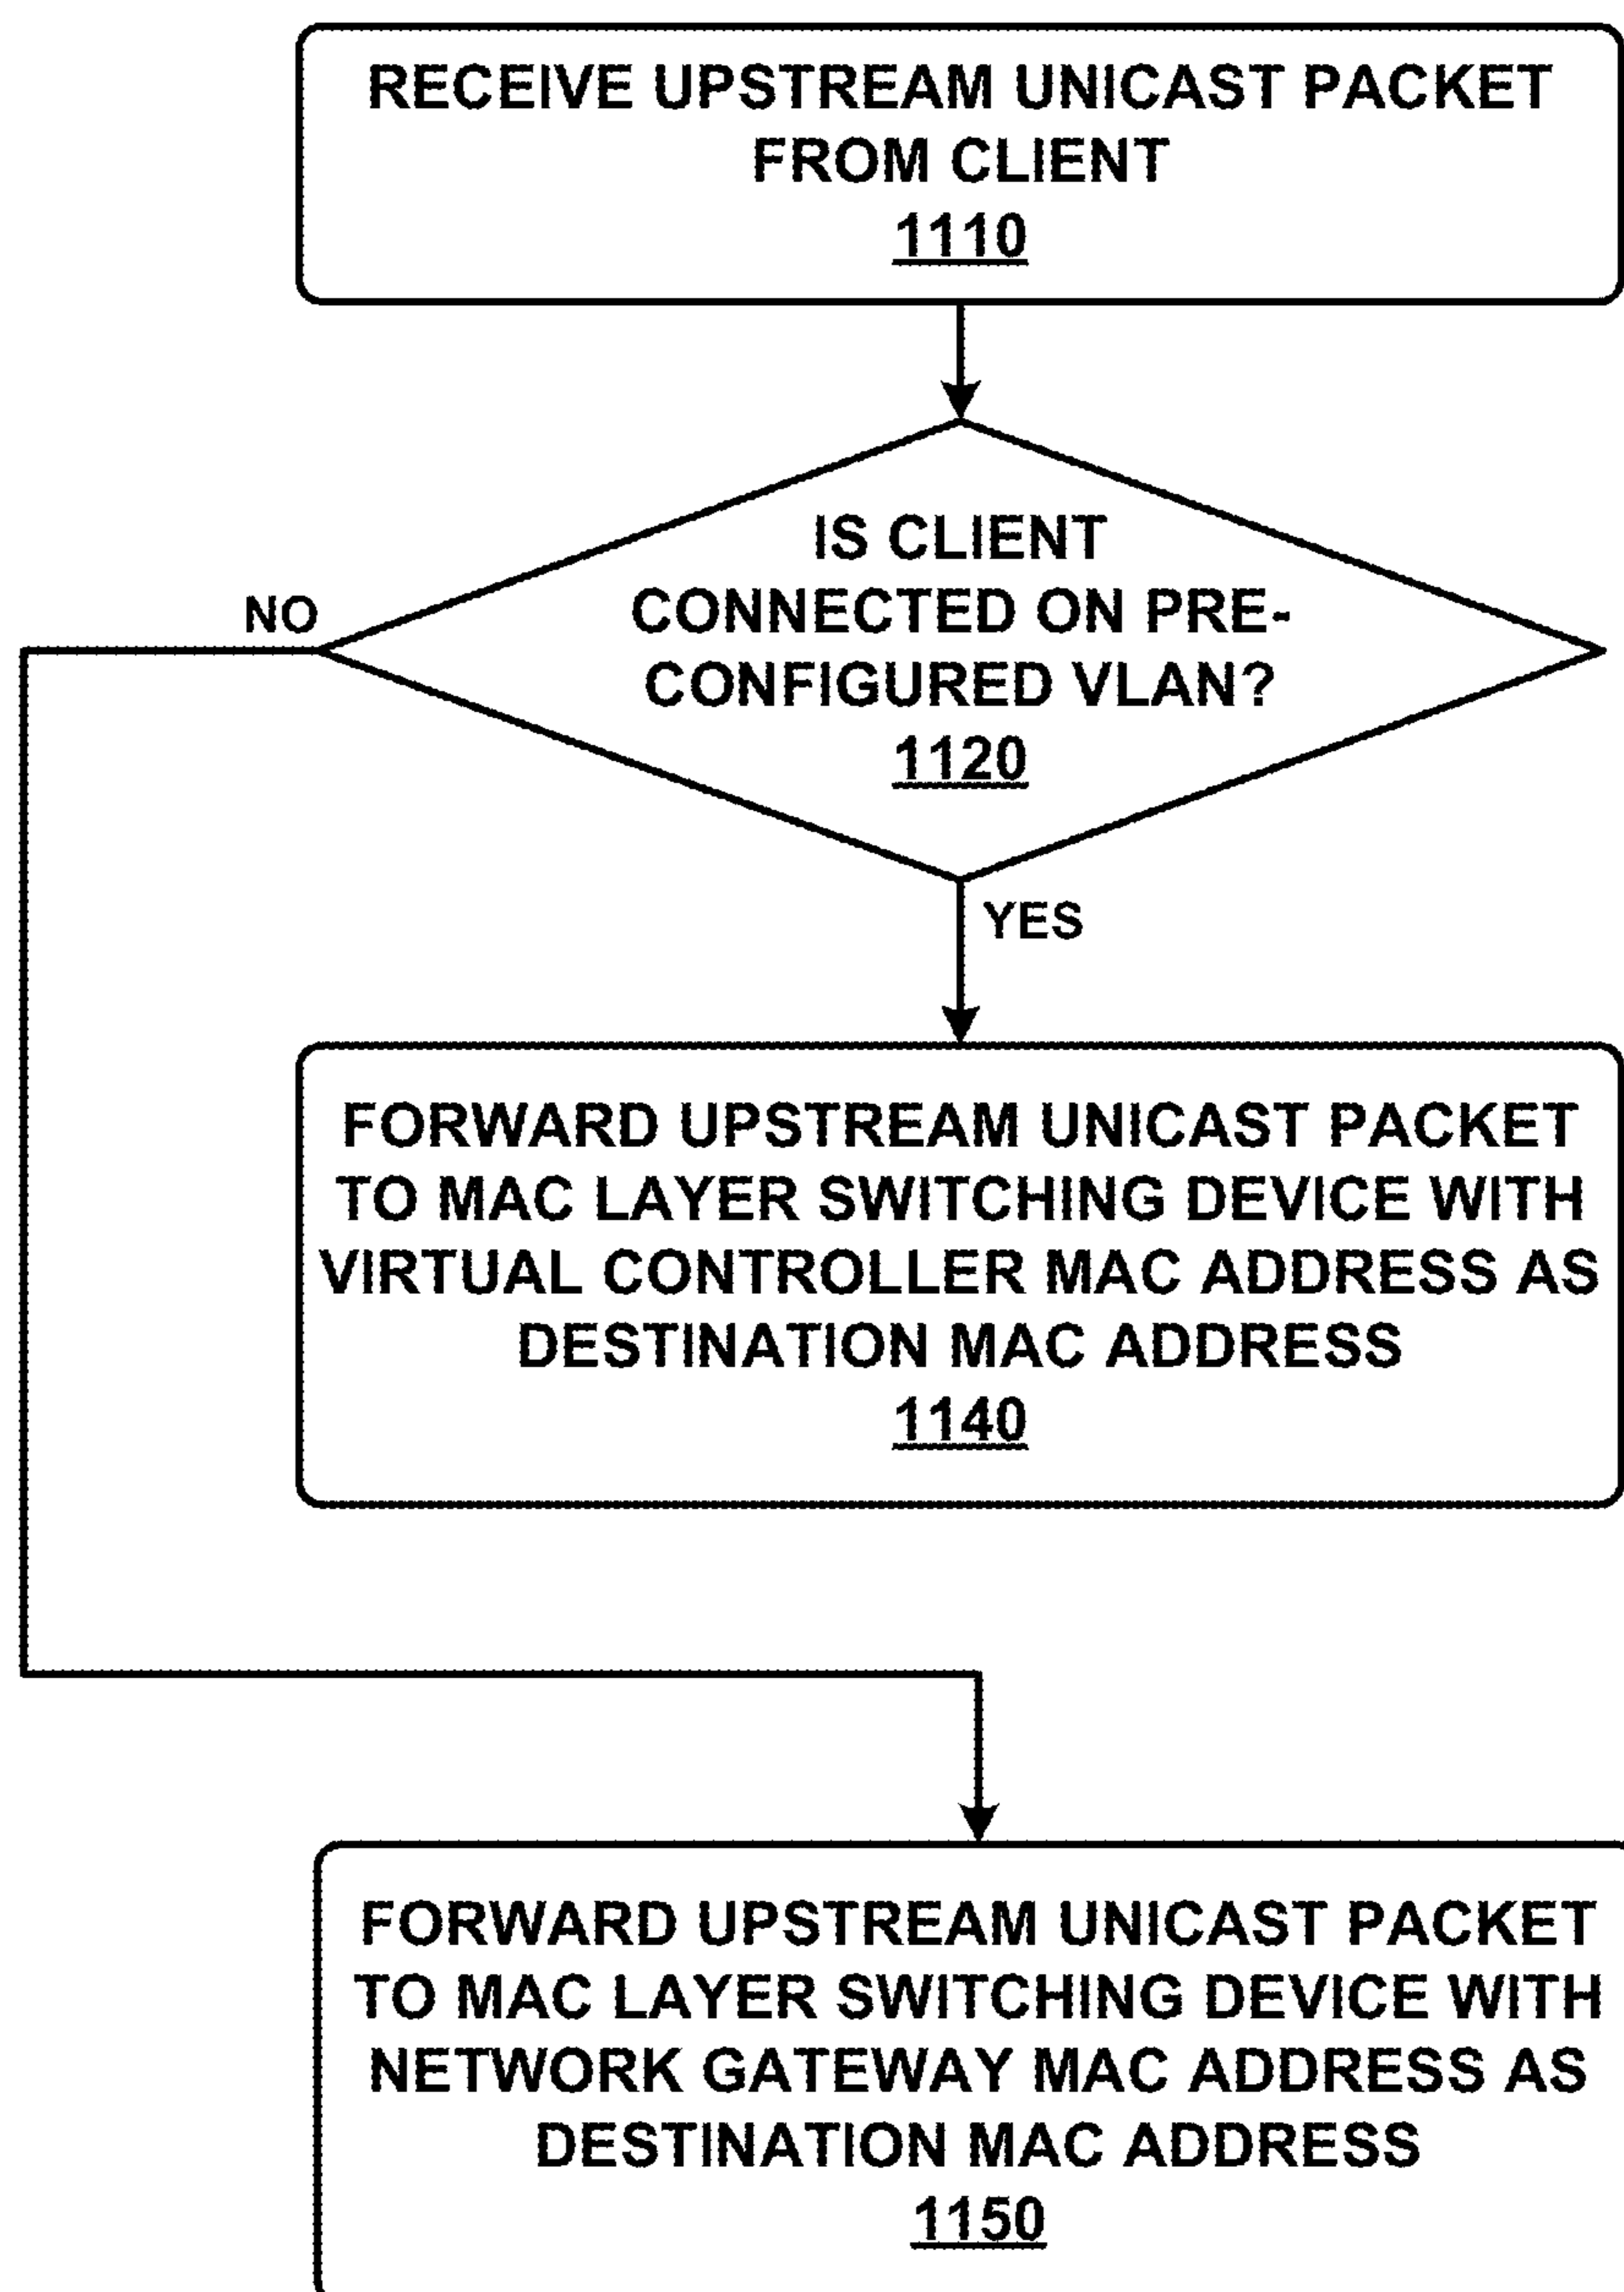 RECEIVE UPSTREAM UNICAST PACKET
FROM CLIENT
1110
IS CLIENT
CONNECTED ON PRE-
CONFIGURED VLAN?
1120
NO
YES
FORWARD UPSTREAM UNICAST PACKET
TO MAC LAYER SWITCHING DEVICE WITH
VIRTUAL CONTROLLER MAC ADDRESS AS
DESTINATION MAC ADDRESS
1140
FORWARD UPSTREAM UNICAST PACKET
TO MAC LAYER SWITCHING DEVICE WITH
NETWORK GATEWAY MAC ADDRESS AS
DESTINATION MAC ADDRESS
1150